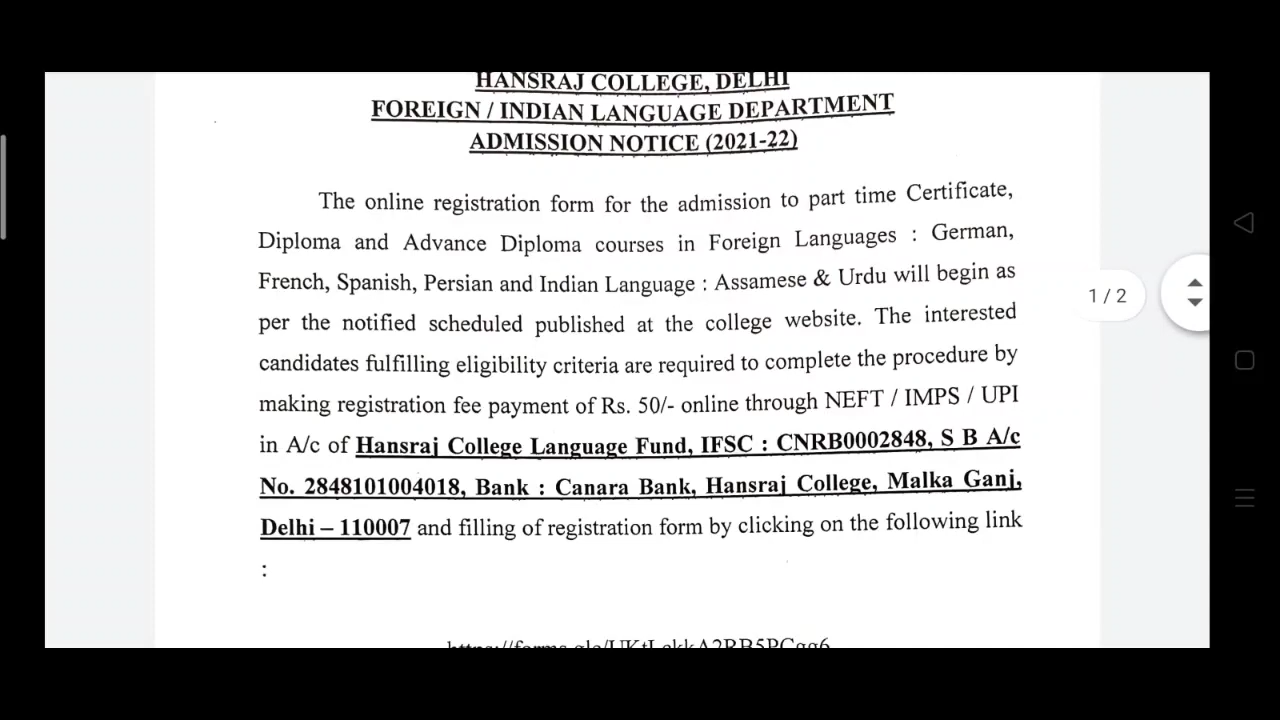 HANSRAJ COLLEGE, DELHI
FOREIGN / INDIAN LANGUAGE DEPARTMENT
ADMISSION NOTICE (2021-22)
The online registration form for the admission to part time Certificate,
Diploma and Advance Diploma courses in Foreign Languages : German,
French, Spanish, Persian and Indian Language : Assamese & Urdu will begin as
per the notified scheduled published at the college website. The interested
candidates fulfilling eligibility criteria are required to complete the procedure by
making registration fee payment of Rs. 50/- online through NEFT / IMPS / UPI
in A/c of Hansraj College Language Fund, IFSC : CNRB0002848, S B A/c
No. 2848101004018, Bank : Canara Bank, Hansraj College, Malka Ganj,
Delhi – 110007 and filling of registration form by clicking on the following link
:
1 / 2